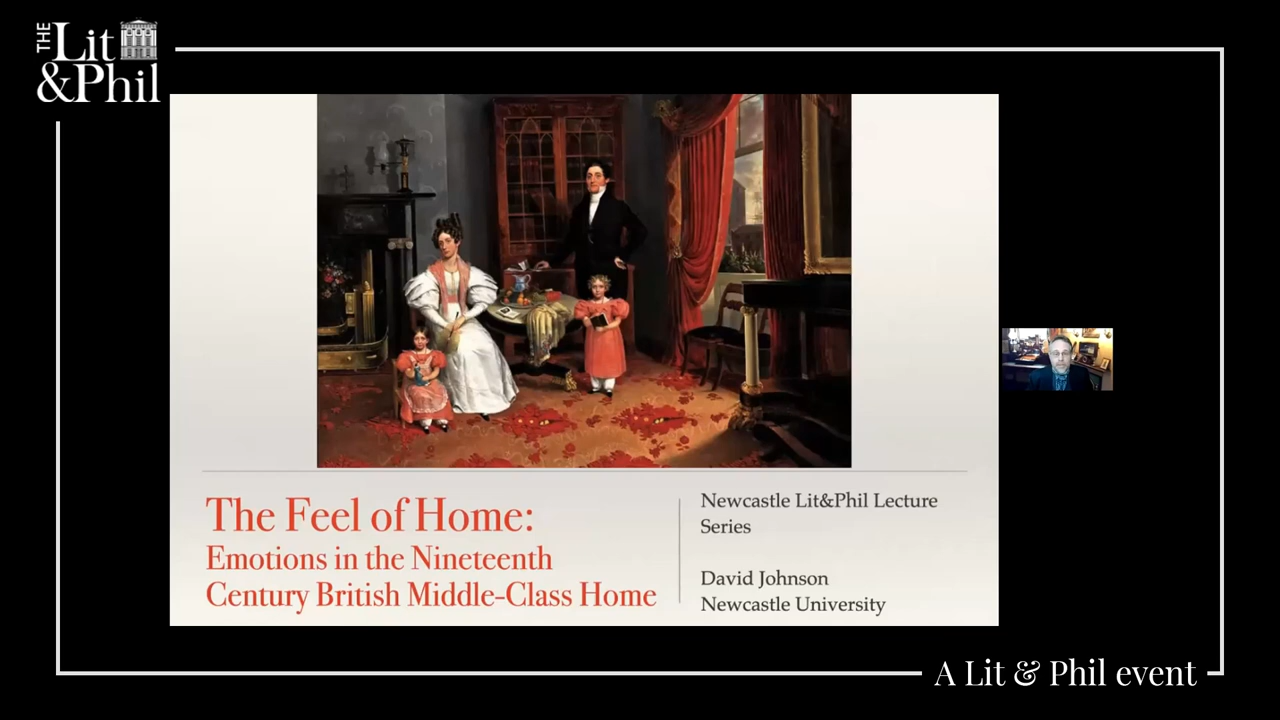 THE
Lit
&Phil
The Feel of Home:
Emotions in the Nineteenth
Century British Middle-Class Home
Newcastle Lit&Phil Lecture
Series
David Johnson
Newcastle University
A Lit & Phil event